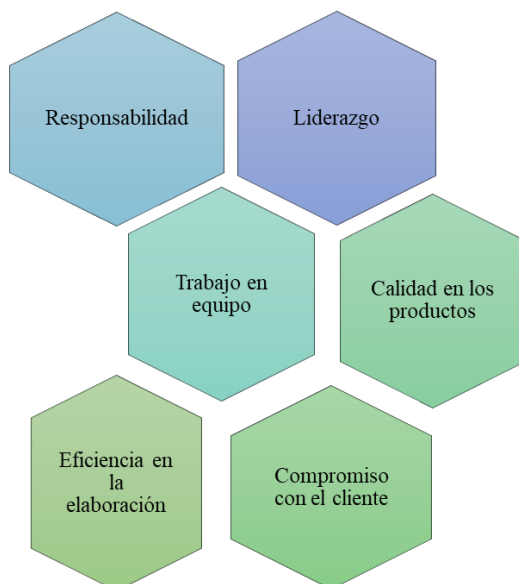 Responsabilidad
Liderazgo
Trabajo en
equipo
Calidad en los
productos
Eficiencia en
la
elaboración
Compromiso
con el cliente